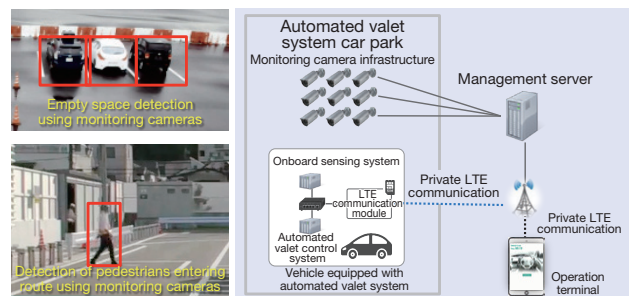 Empty space detection
using monitoring cameras
Detection of pedestrians entering
route using monitoring cameras
Automated valet
system car park
Monitoring camera infrastructure
Management server
Onboard sensing system
LTE
communication
module
Automated
valet control
system
Vehicle equipped with
automated valet system
Private LTE
communication
Private LTE
communication
Operation
terminal